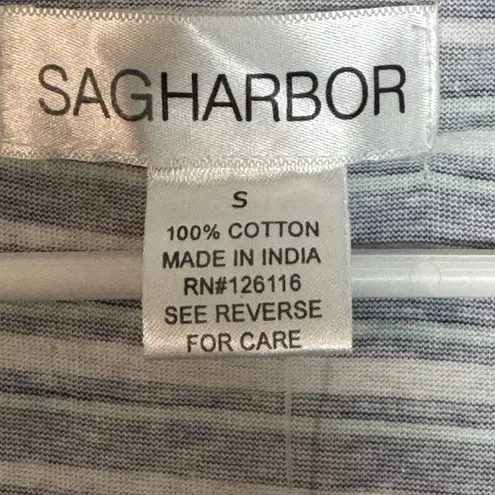 SAGHARBOR
S
100% COTTON
MADE IN INDIA
RN#126116
SEE REVERSE
FOR CARE